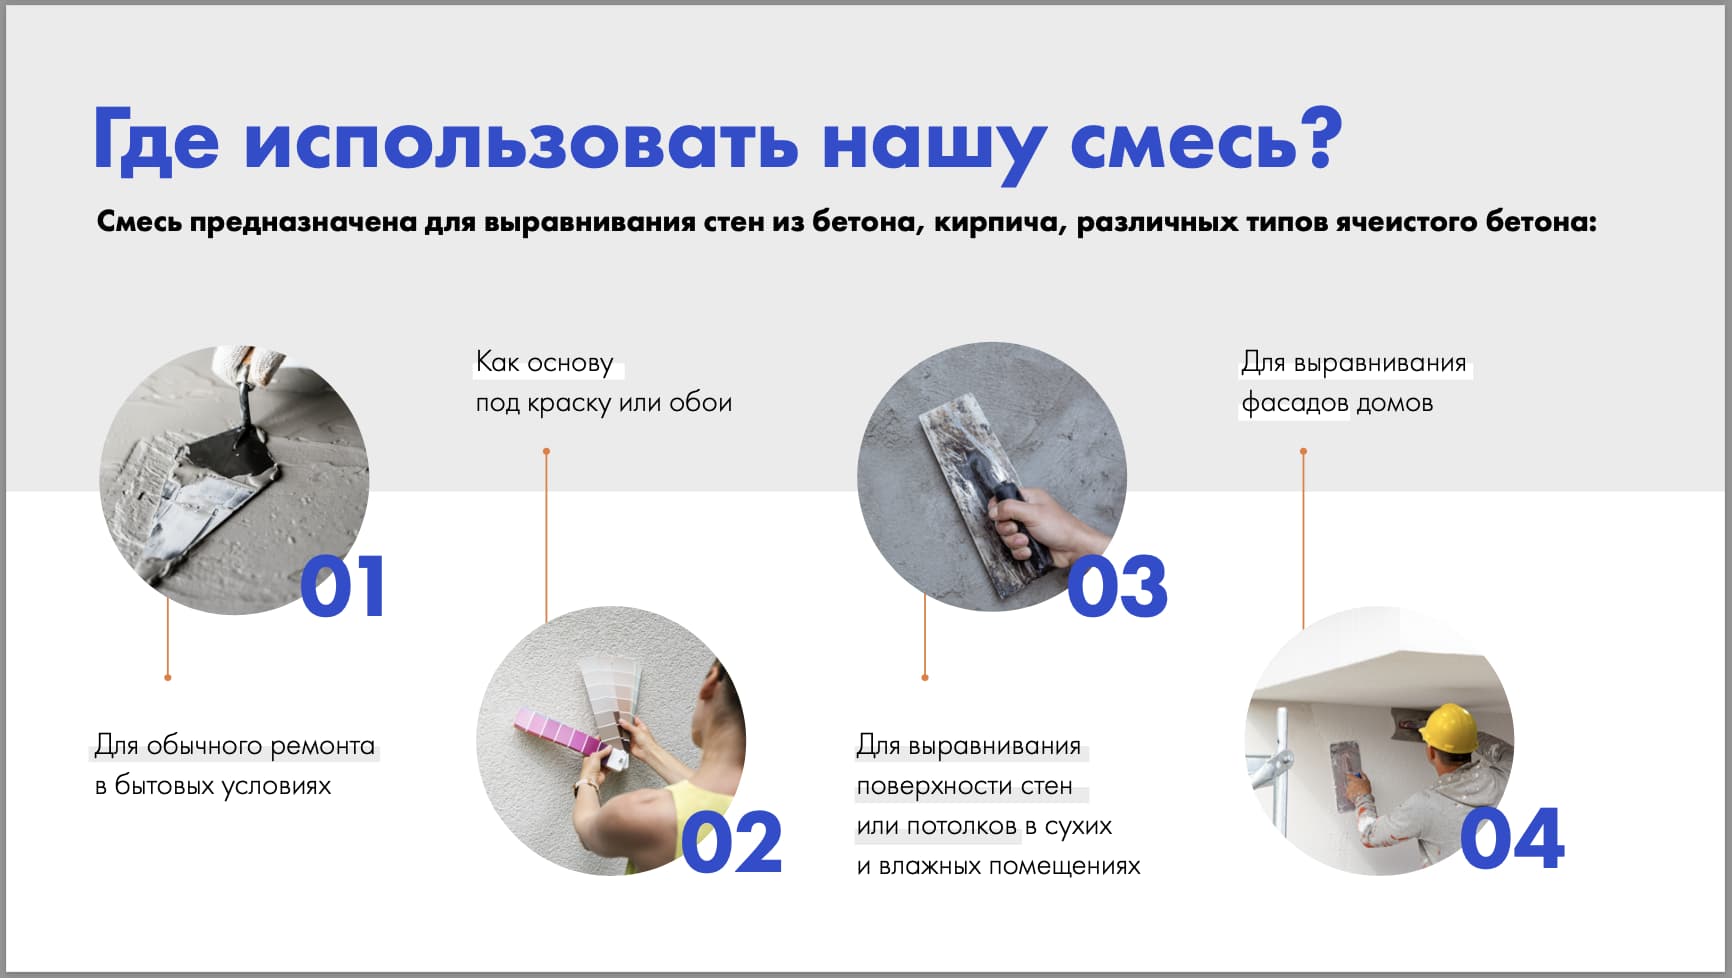 Где использовать нашу смесь?
Смесь предназначена для выравнивания стен из бетона, кирпича, различных типов ячеистого бетона:
01
Для обычного ремонта
в бытовых условиях
Как основу
под краску или обои
02
03
Для выравнивания
поверхности стен
или потолков в сухих
и влажных помещениях
Для выравнивания
фасадов домов
04